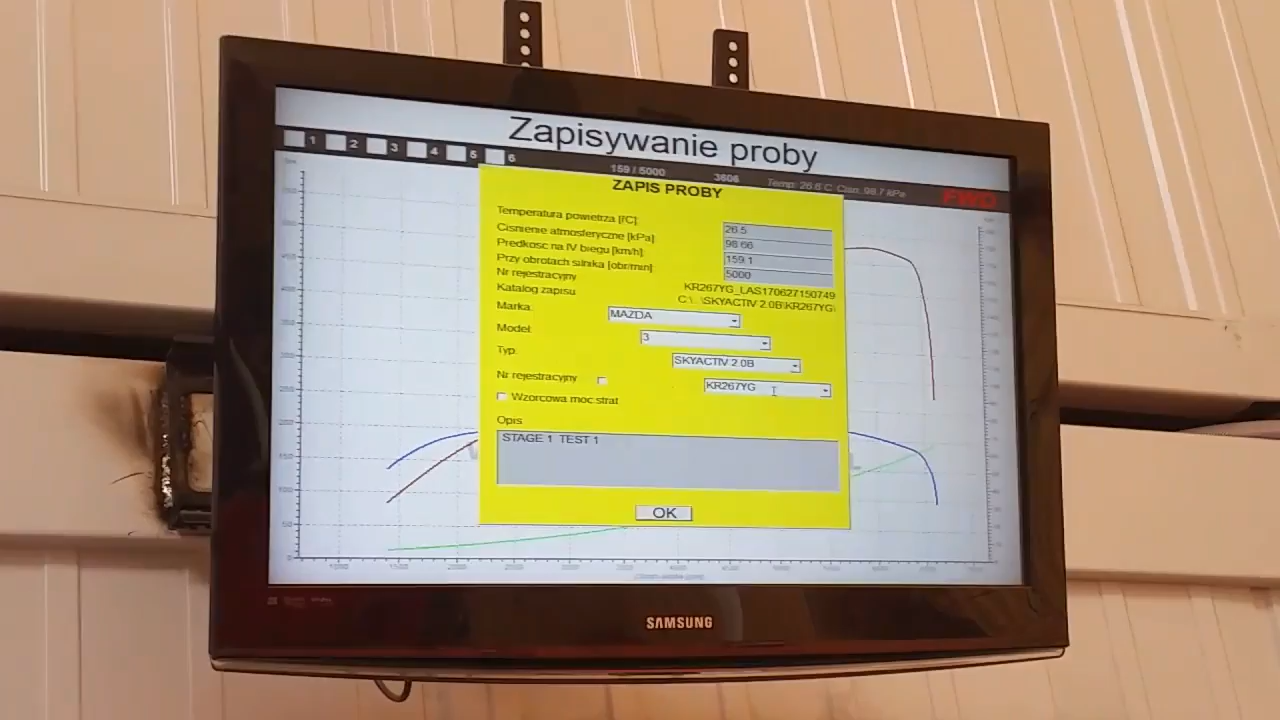 Zapisywanie proby
1 2 3 4 5 6
159 / 5000 3606 Temp: 26.6 C Cisn: 98.7 kPa FWD
ZAPIS PROBY
Temperatura powietrza [ºC]: 26.5
Cisnienie atmosferyczne [kPa]: 98.66
Predkosc na IV biegu [km/h]: 159.1
Przy obrotach silnika [obr/min] 5000
Nr rejestracyjny KR267YG_LAS170627150749
Katalog zapisu C:\..\SKYACTIV 2.0B\KR267YG\
Marka: MAZDA
Model: 3
Typ: SKYACTIV 2.0B
Nr rejestracyjny KR267YG
Wzorcowa moc strat
Opis
STAGE 1 TEST 1
OK
SAMSUNG